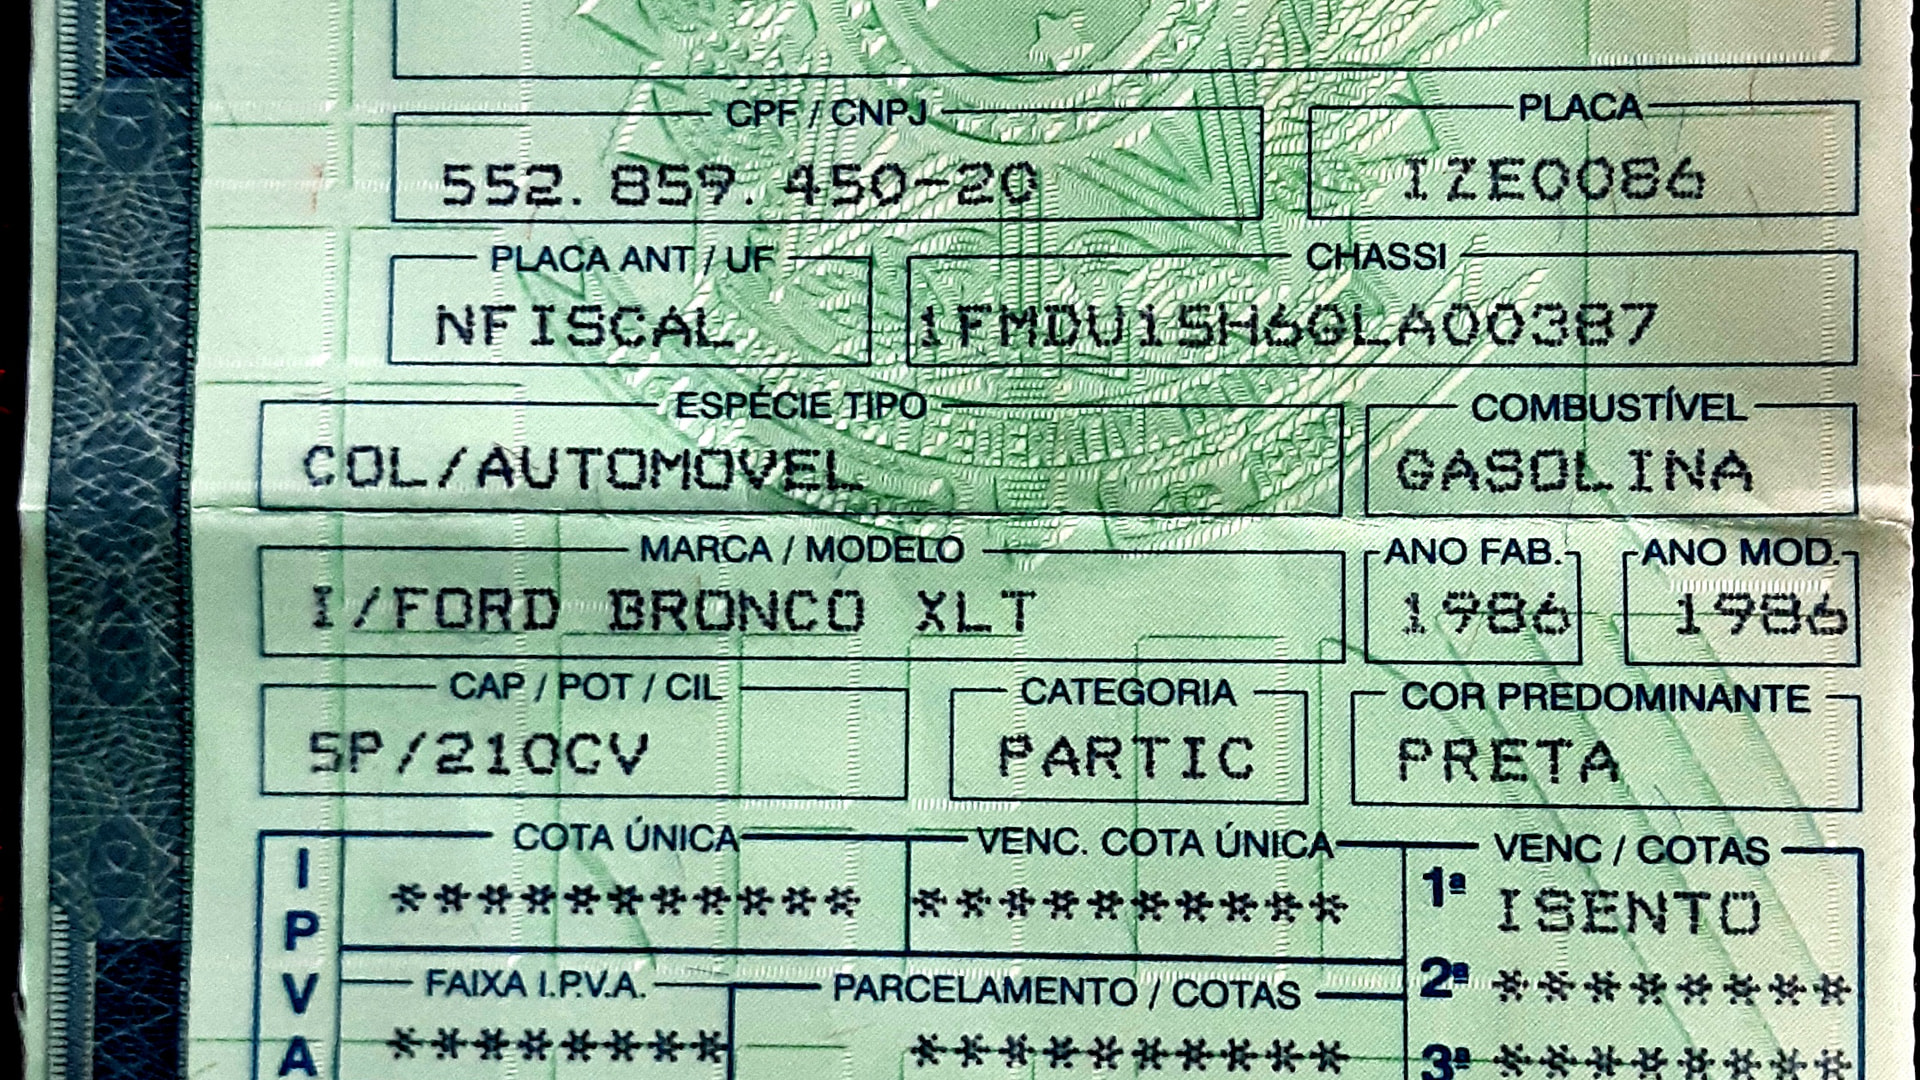 CPF / CNPJ PLACA
552.859.450-20 IZE0086
PLACA ANT / UF CHASSI
NFISCAL 1FMDU15H6GLA00387
ESPÉCIE TIPO COMBUSTÍVEL
COL/AUTOMOVEL GASOLINA
MARCA / MODELO ANO FAB. ANO MOD.
I/FORD BRONCO XLT 1986 1986
CAP / POT / CIL CATEGORIA COR PREDOMINANTE
5P/210CV PARTIC PRETA
IPVA
COTA ÚNICA VENC. COTA ÚNICA VENC / COTAS
*********** ********** 1ª ISENTO
FAIXA I.P.V.A. PARCELAMENTO / COTAS 2ª ********
******** ********** 3ª ********